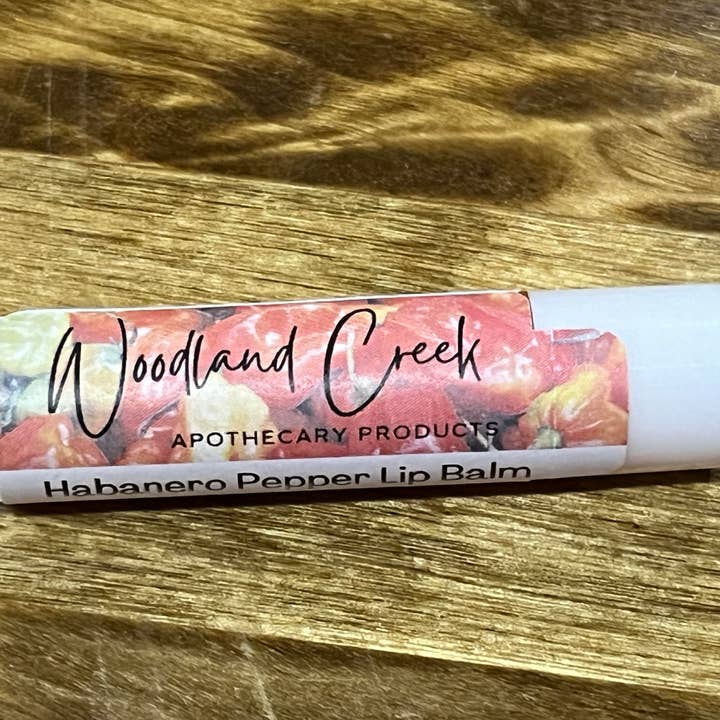 Woodland Creek
APOTHECARY PRODUCTS
Habanero Pepper Lip Balm